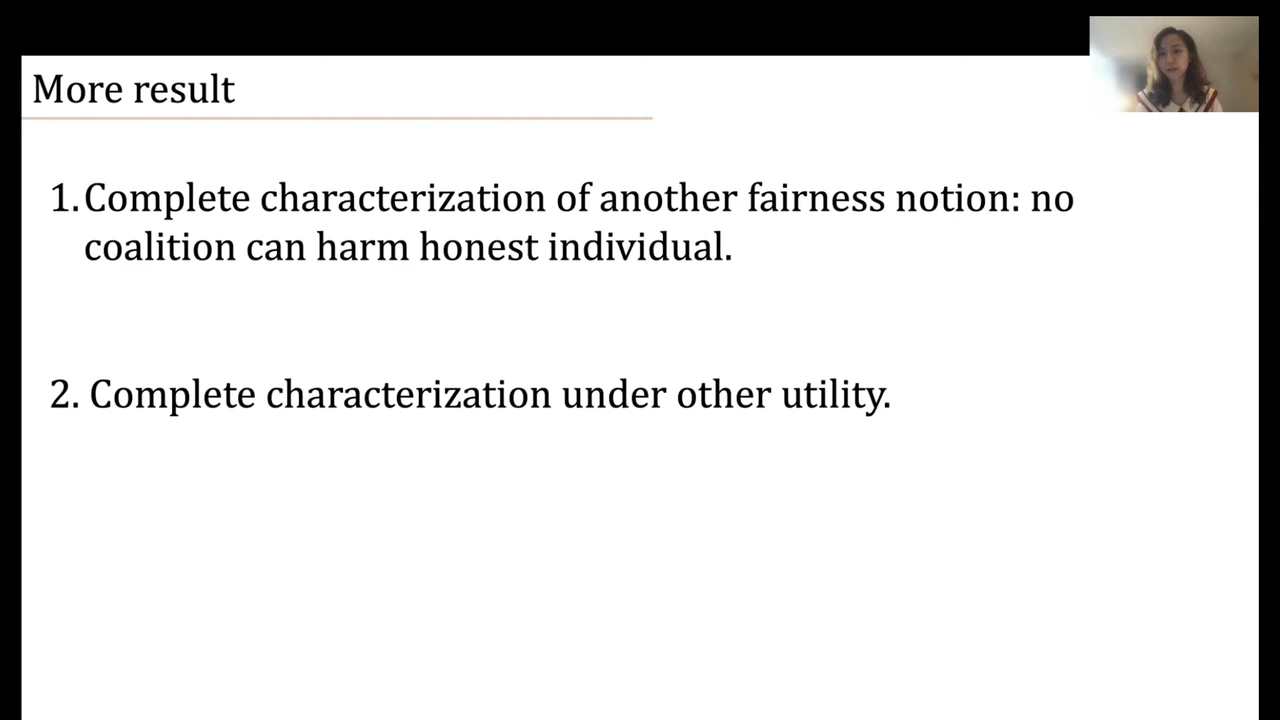 More result
1. Complete characterization of another fairness notion: no
coalition can harm honest individual.
2. Complete characterization under other utility.